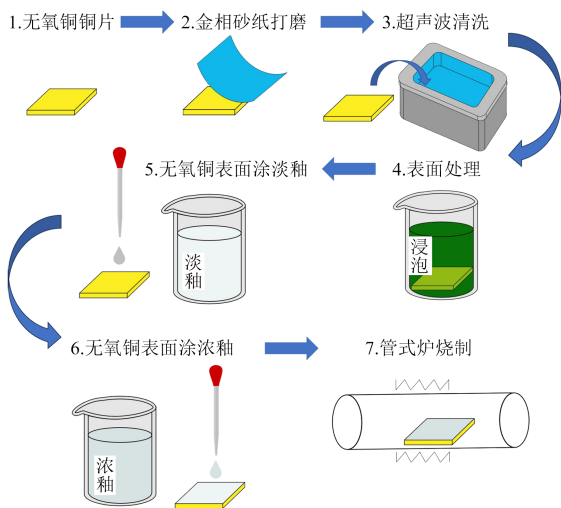 1.无氧铜铜片
2.金相砂纸打磨
3.超声波清洗
4.表面处理
浸泡
5.无氧铜表面涂淡釉
淡釉
6.无氧铜表面涂浓釉
浓釉
7.管式炉烧制